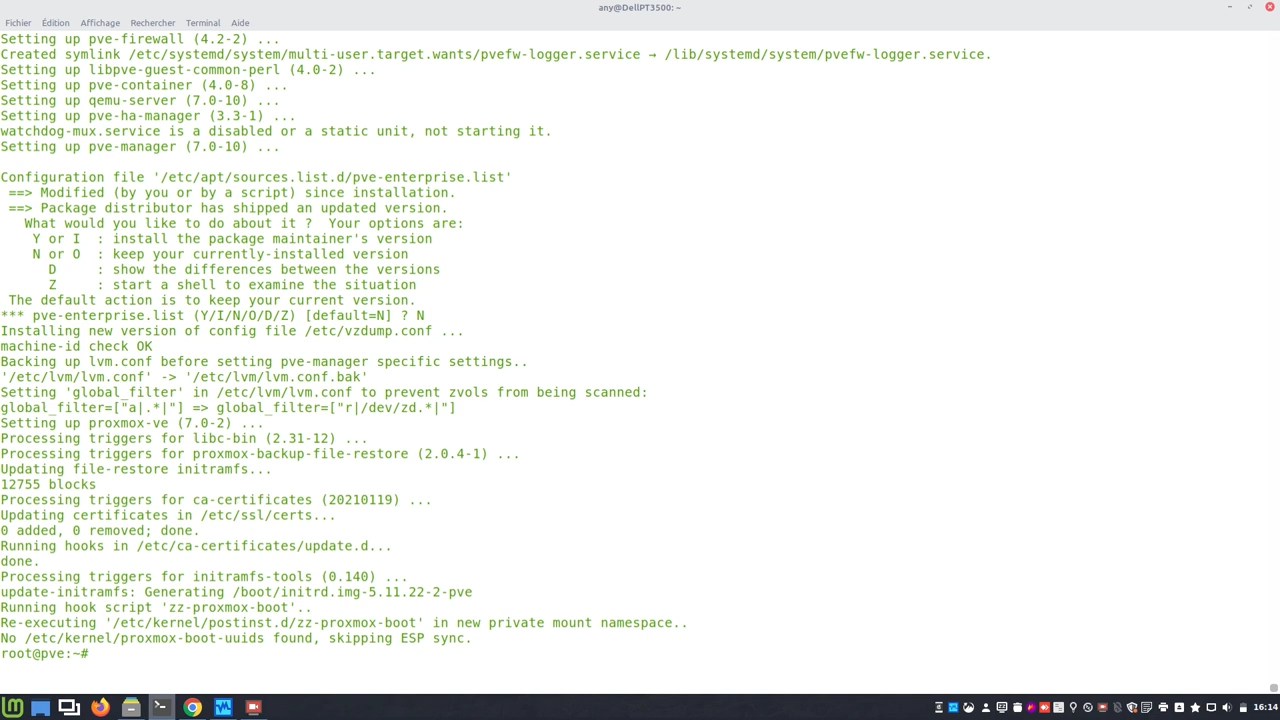 any@DellPT3500: ~
Fichier Édition Affichage Rechercher Terminal Aide
Setting up pve-firewall (4.2-2) ...
Created symlink /etc/systemd/system/multi-user.target.wants/pvefw-logger.service → /lib/systemd/system/pvefw-logger.service.
Setting up libpve-guest-common-perl (4.0-2) ...
Setting up pve-container (4.0-8) ...
Setting up qemu-server (7.0-10) ...
Setting up pve-ha-manager (3.3-1) ...
watchdog-mux.service is a disabled or a static unit, not starting it.
Setting up pve-manager (7.0-10) ...
Configuration file '/etc/apt/sources.list.d/pve-enterprise.list'
==> Modified (by you or by a script) since installation.
==> Package distributor has shipped an updated version.
What would you like to do about it ?  Your options are:
Y or I  : install the package maintainer's version
N or O  : keep your currently-installed version
D     : show the differences between the versions
Z     : start a shell to examine the situation
The default action is to keep your current version.
*** pve-enterprise.list (Y/I/N/O/D/Z) [default=N] ? N
Installing new version of config file /etc/vzdump.conf ...
machine-id check OK
Backing up lvm.conf before setting pve-manager specific settings..
'/etc/lvm/lvm.conf' -> '/etc/lvm/lvm.conf.bak'
Setting 'global_filter' in /etc/lvm/lvm.conf to prevent zvols from being scanned:
global_filter=["a|.*|"] => global_filter=["r|/dev/zd.*|"]
Setting up proxmox-ve (7.0-2) ...
Processing triggers for libc-bin (2.31-12) ...
Processing triggers for proxmox-backup-file-restore (2.0.4-1) ...
Updating file-restore initramfs...
12755 blocks
Processing triggers for ca-certificates (20210119) ...
Updating certificates in /etc/ssl/certs...
0 added, 0 removed; done.
Running hooks in /etc/ca-certificates/update.d...
done.
Processing triggers for initramfs-tools (0.140) ...
update-initramfs: Generating /boot/initrd.img-5.11.22-2-pve
Running hook script 'zz-proxmox-boot'..
Re-executing '/etc/kernel/postinst.d/zz-proxmox-boot' in new private mount namespace..
No /etc/kernel/proxmox-boot-uuids found, skipping ESP sync.
root@pve:~#
16:14